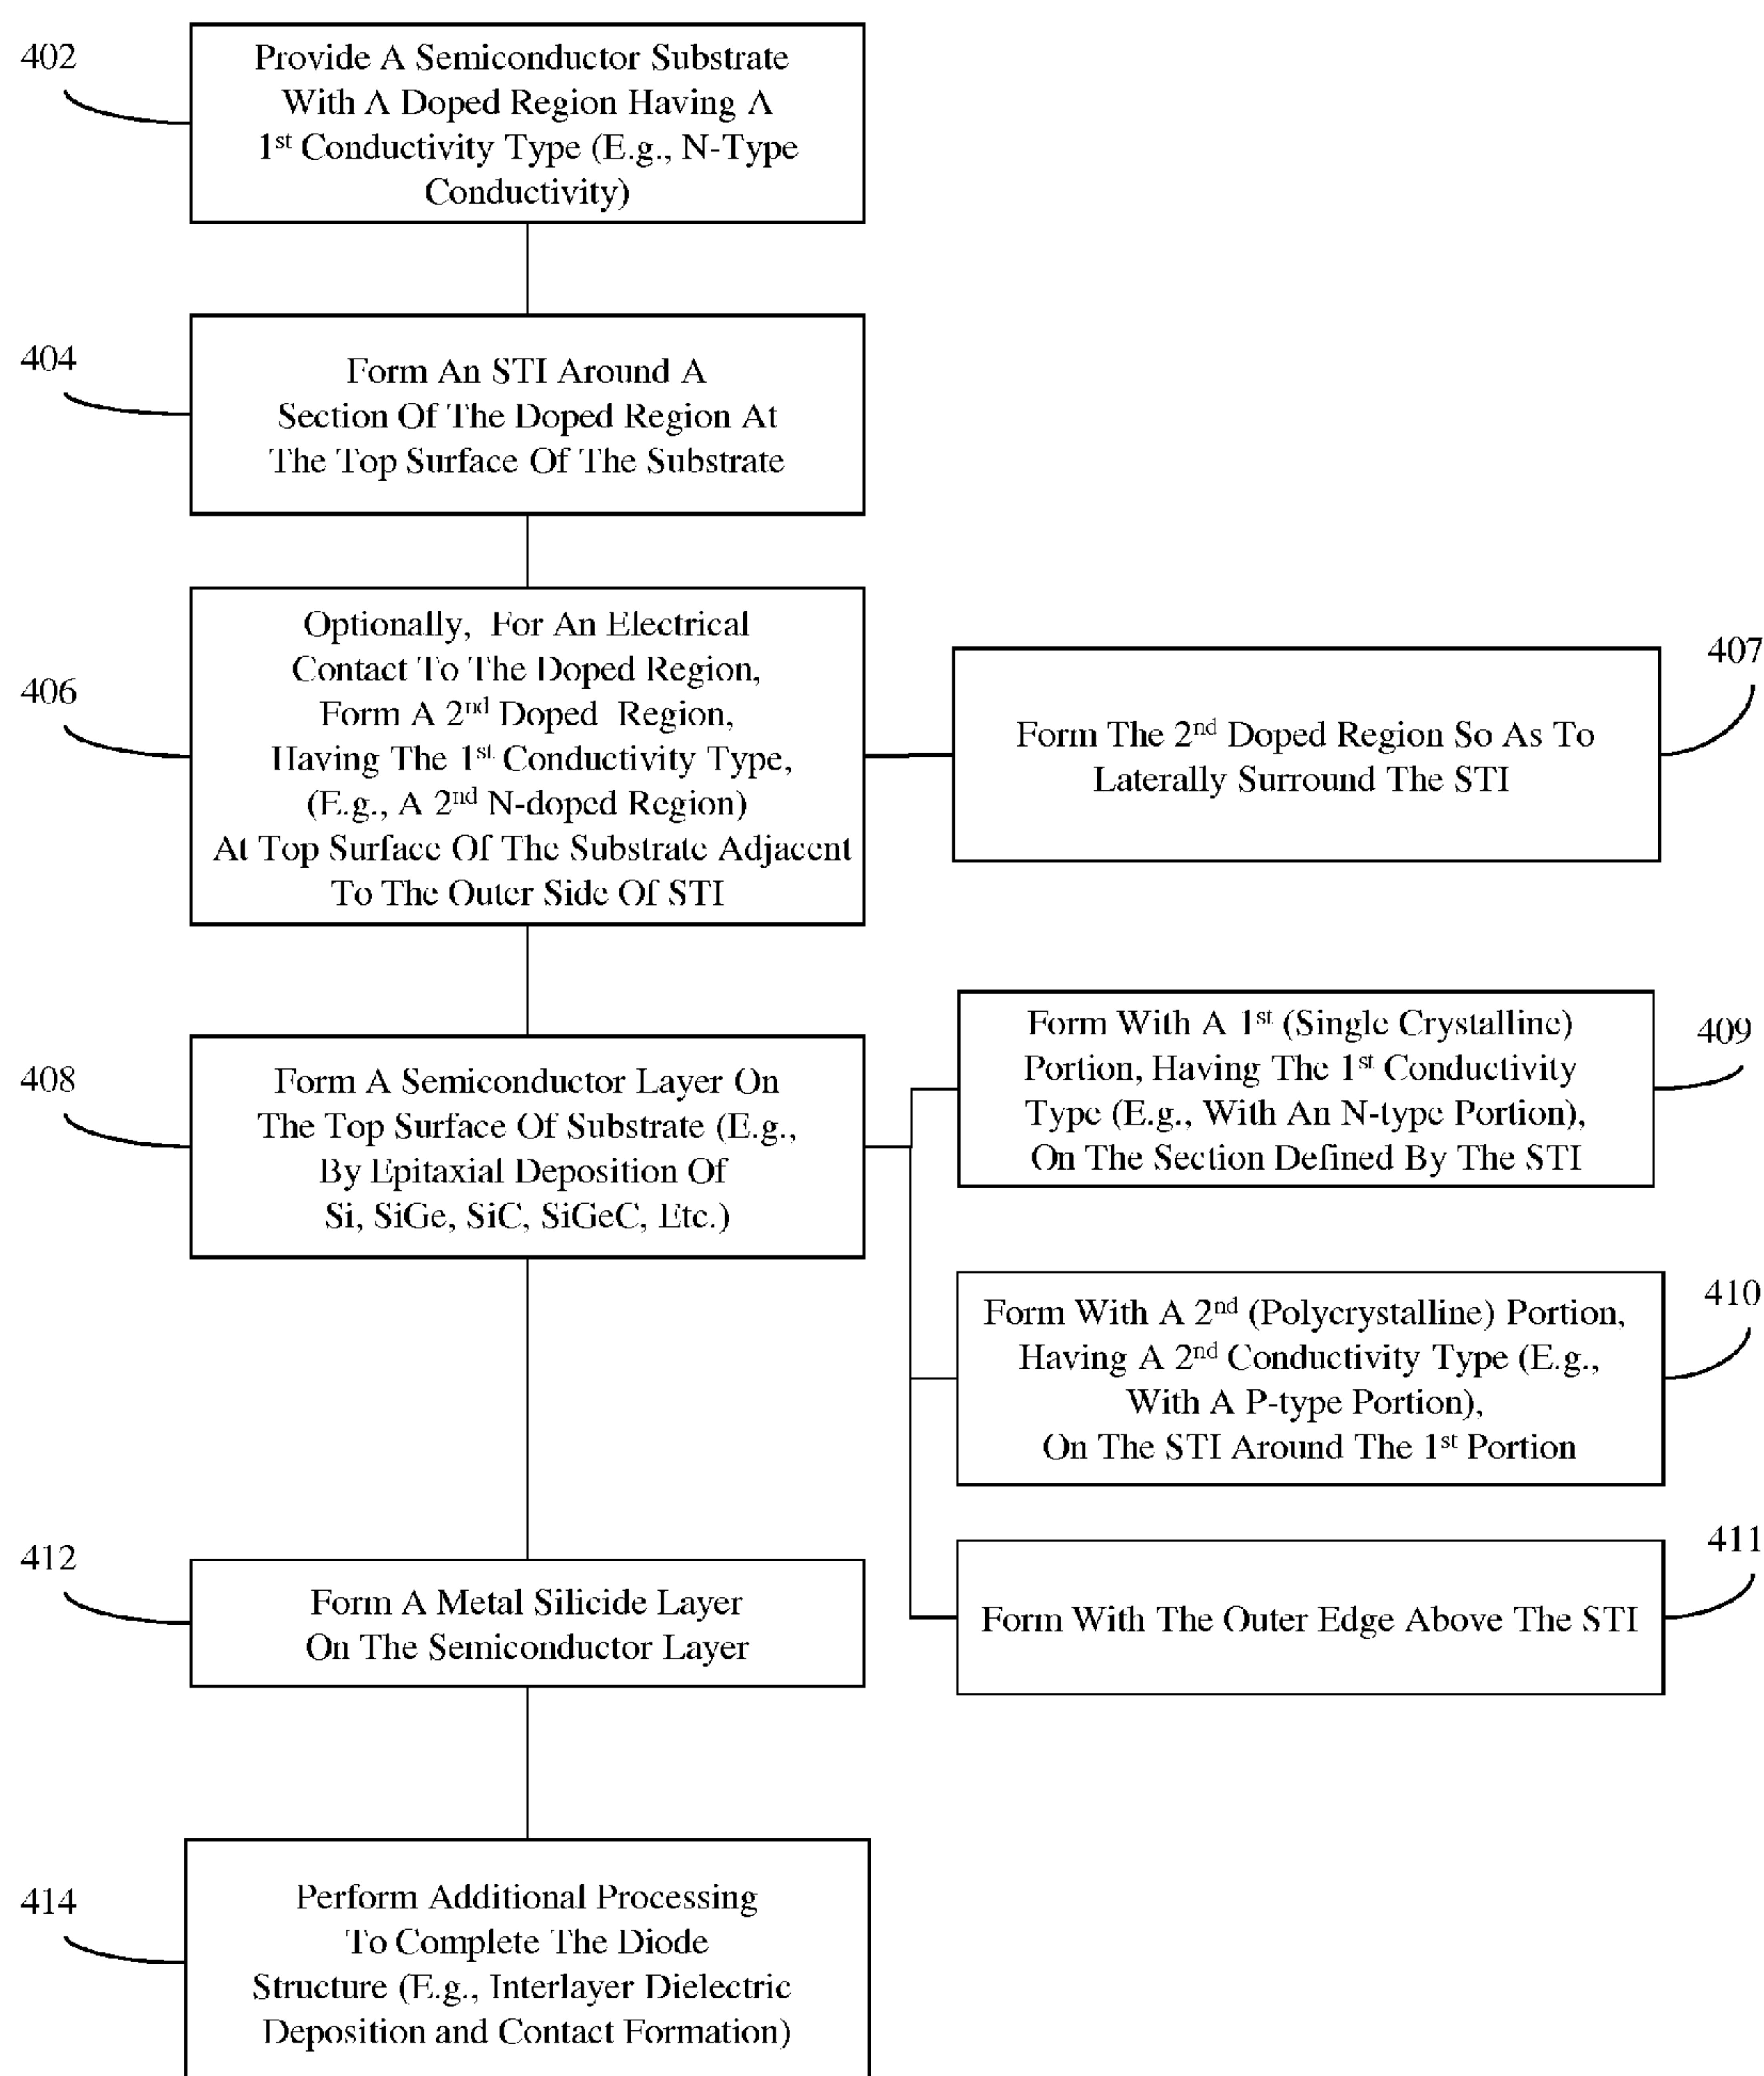 402
Provide A Semiconductor Substrate
With A Doped Region Having A
1st Conductivity Type (E.g., N-Type
Conductivity)
404
Form An STI Around A
Section Of The Doped Region At
The Top Surface Of The Substrate
406
Optionally, For An Electrical
Contact To The Doped Region,
Form A 2nd Doped Region,
Having The 1st Conductivity Type,
(E.g., A 2nd N-doped Region)
At Top Surface Of The Substrate Adjacent
To The Outer Side Of STI
407
Form The 2nd Doped Region So As To
Laterally Surround The STI
408
Form A Semiconductor Layer On
The Top Surface Of Substrate (E.g.,
By Epitaxial Deposition Of
Si, SiGe, SiC, SiGeC, Etc.)
409
Form With A 1st (Single Crystalline)
Portion, Having The 1st Conductivity
Type (E.g., With An N-type Portion),
On The Section Defined By The STI
410
Form With A 2nd (Polycrystalline) Portion,
Having A 2nd Conductivity Type (E.g.,
With A P-type Portion),
On The STI Around The 1st Portion
411
Form With The Outer Edge Above The STI
412
Form A Metal Silicide Layer
On The Semiconductor Layer
414
Perform Additional Processing
To Complete The Diode
Structure (E.g., Interlayer Dielectric
Deposition and Contact Formation)